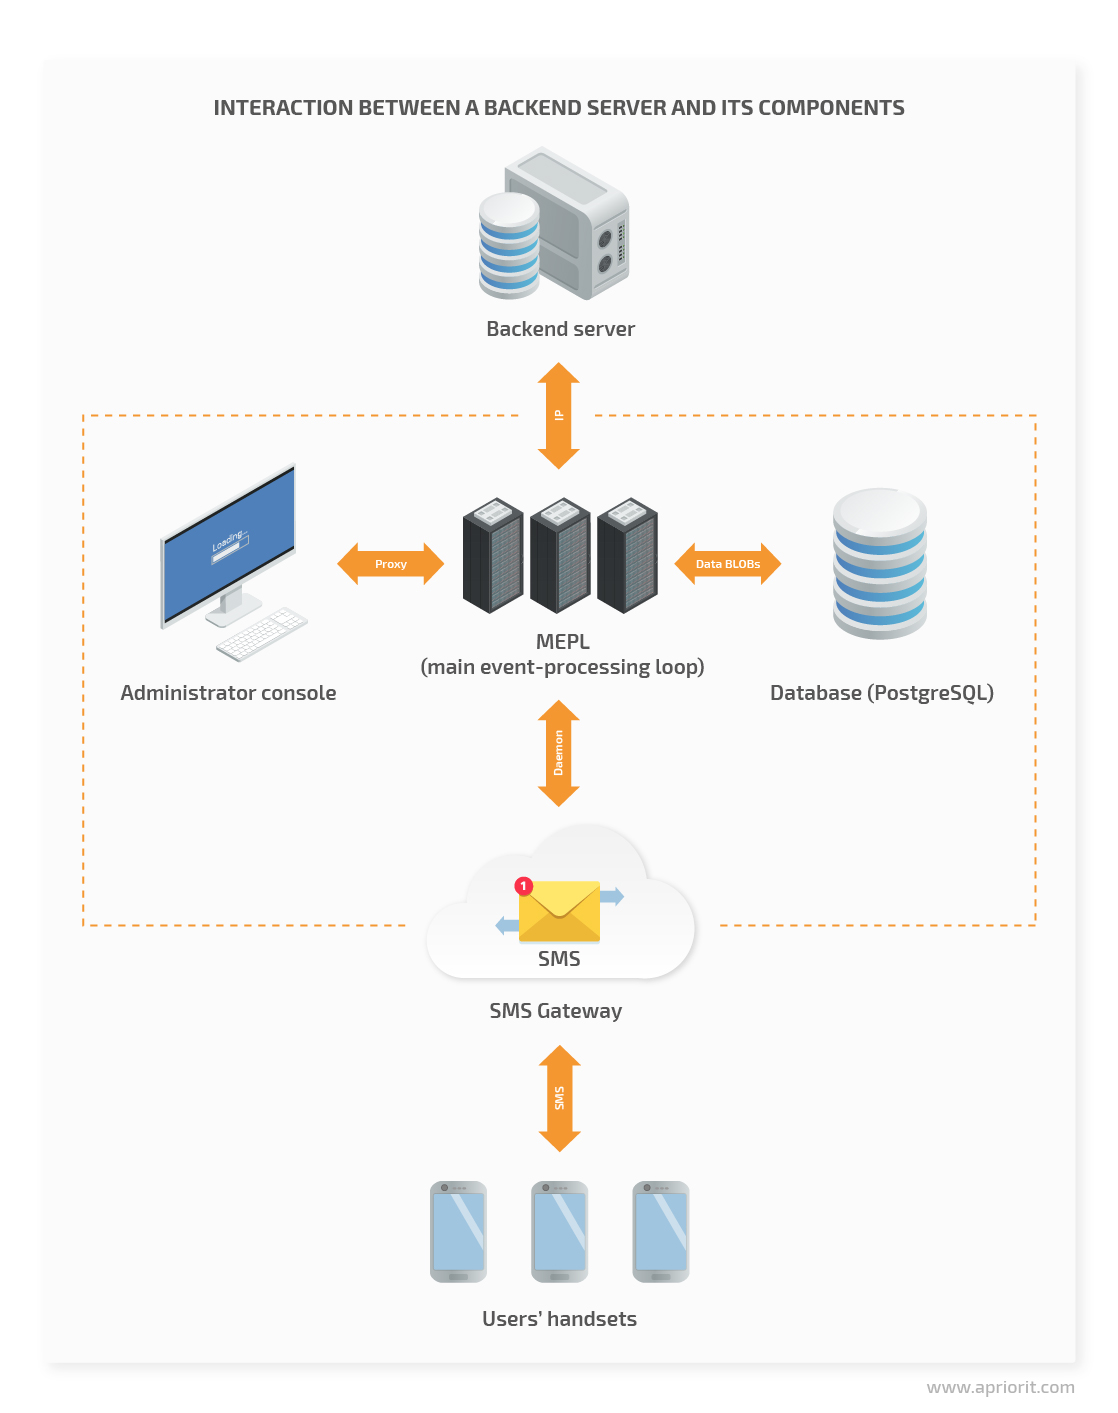 INTERACTION BETWEEN A BACKEND SERVER AND ITS COMPONENTS
Backend server
IP
Loading...
Proxy
Data BLOBs
MEPL
(main event-processing loop)
Administrator console
Database (PostgreSQL)
Daemon
1
SMS
SMS Gateway
SMS
Users’ handsets
www.apriorit.com